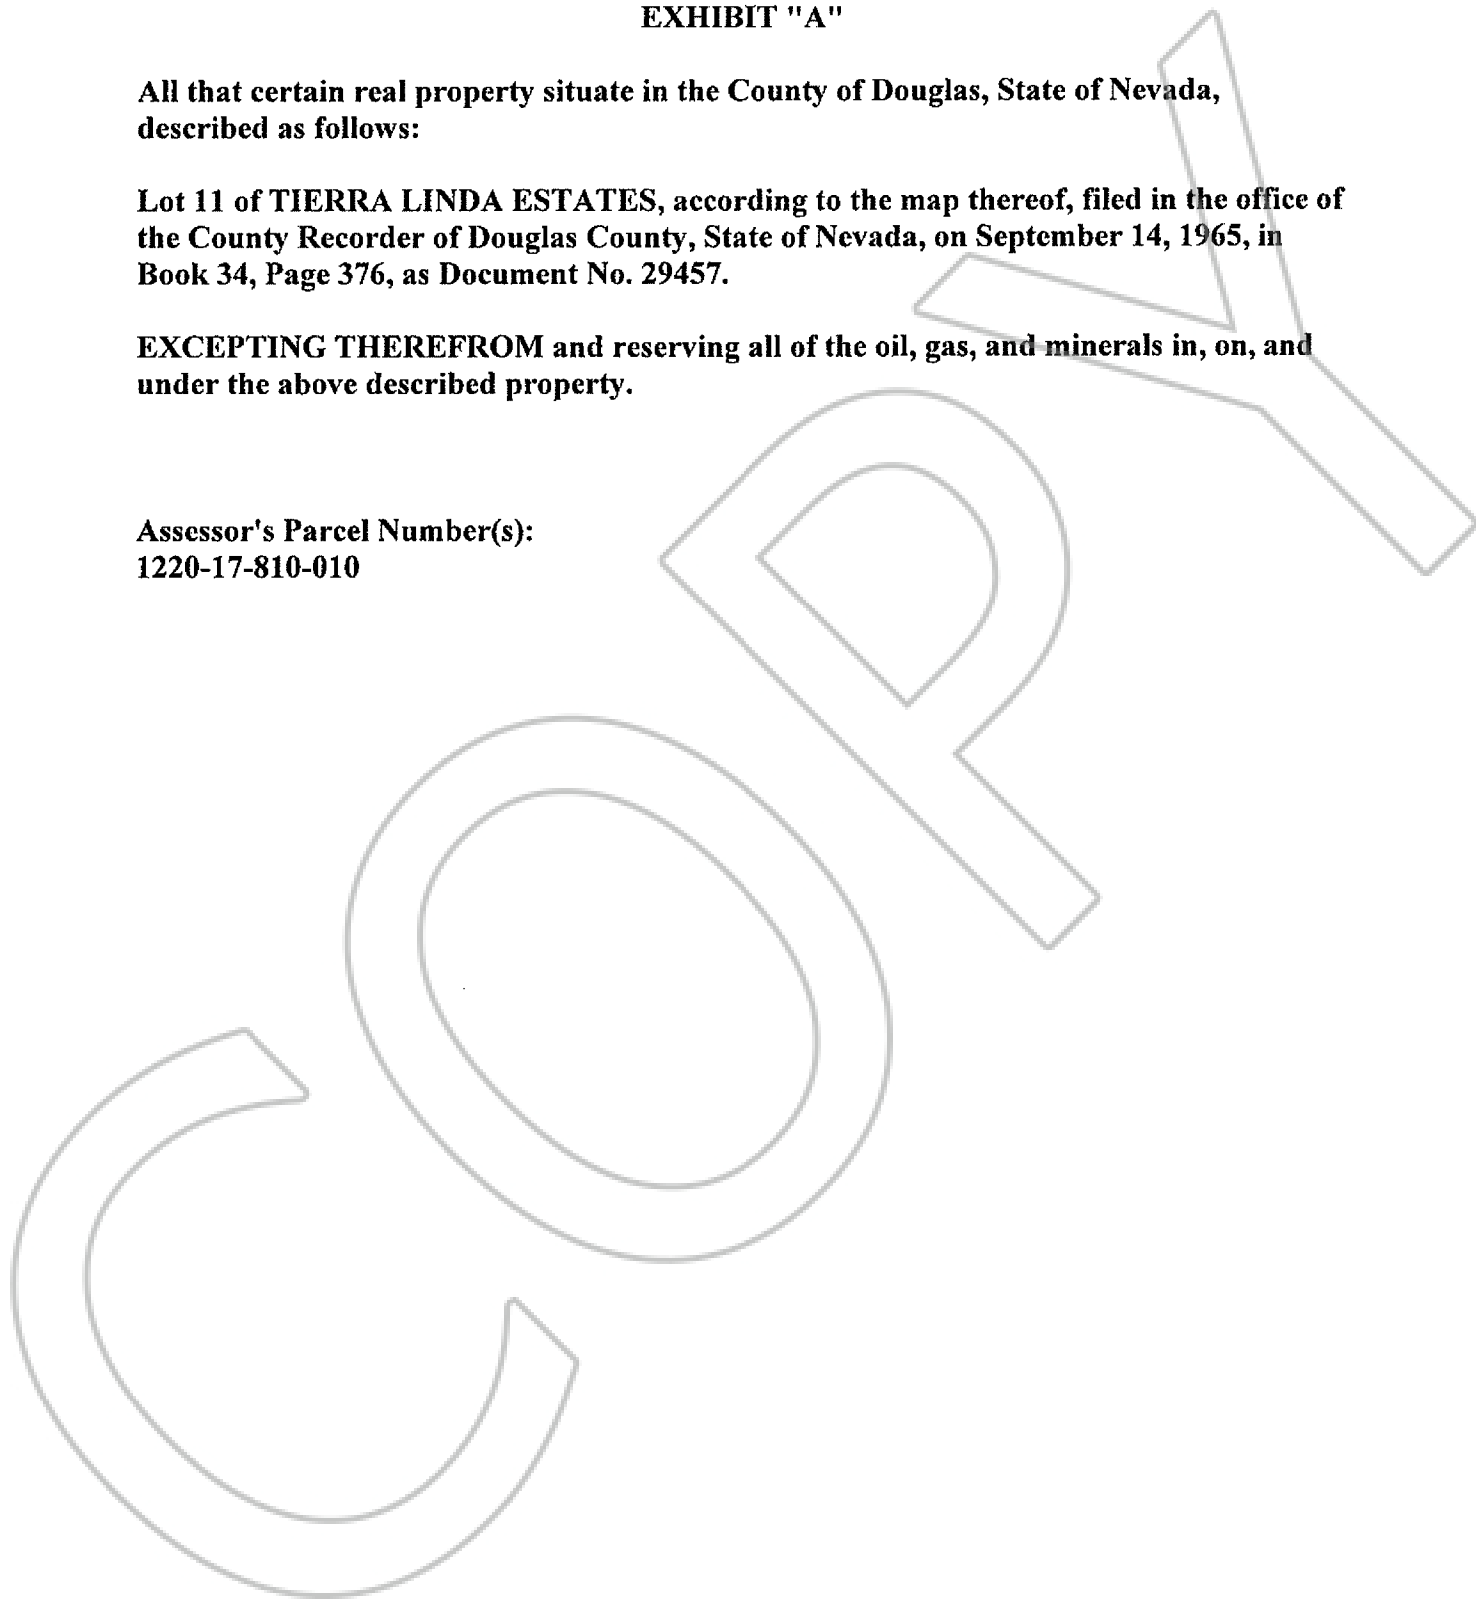 EXHIBIT "A"
All that certain real property situate in the County of Douglas, State of Nevada,
described as follows:
Lot 11 of TIERRA LINDA ESTATES, according to the map thereof, filed in the office of
the County Recorder of Douglas County, State of Nevada, on September 14, 1965, in
Book 34, Page 376, as Document No. 29457.
EXCEPTING THEREFROM and reserving all of the oil, gas, and minerals in, on, and
under the above described property.
Assessor's Parcel Number(s):
1220-17-810-010
COPY